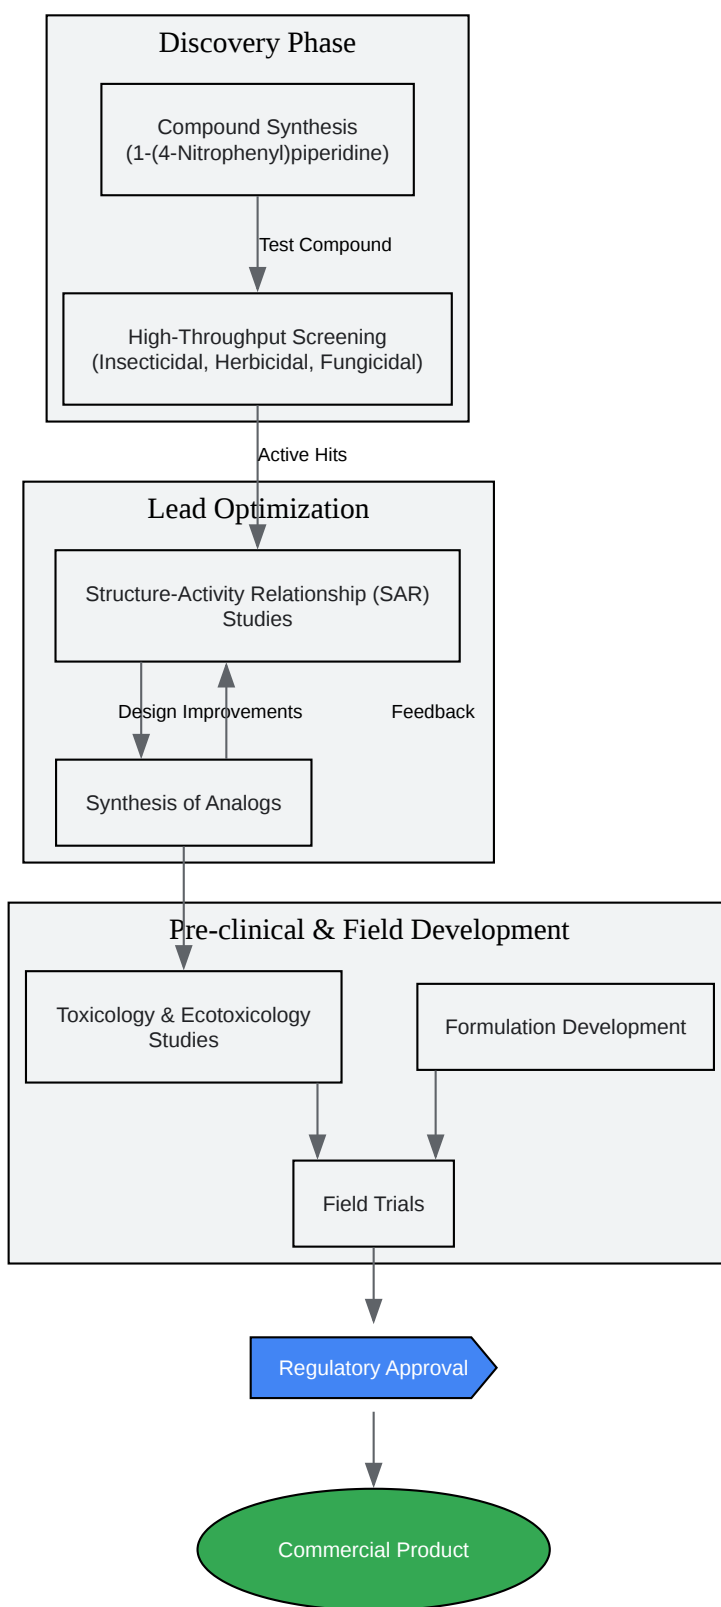 Discovery Phase
Compound Synthesis
(1-(4-Nitrophenyl)piperidine)
Test Compound
High-Throughput Screening
(Insecticidal, Herbicidal, Fungicidal)
Active Hits
Lead Optimization
Structure-Activity Relationship (SAR)
Studies
Design Improvements
Feedback
Synthesis of Analogs
Pre-clinical & Field Development
Toxicology & Ecotoxicology
Studies
Formulation Development
Field Trials
Regulatory Approval
Commercial Product